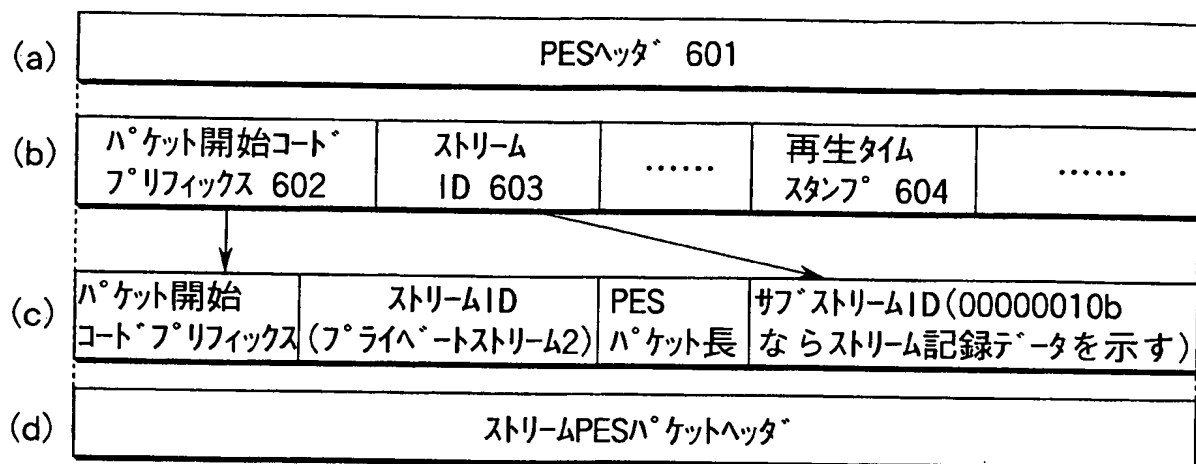 (a)
PESヘッダ 601
(b)
パケット開始コード
プリフィックス 602
ストリーム
ID 603
……
再生タイム
スタンプ 604
……
(c)
パケット開始
コードプリフィックス
ストリームID
(プライベートストリーム2)
PES
パケット長
サブストリームID(00000010b
ならストリーム記録データを示す)
(d)
ストリームPESパケットヘッダ